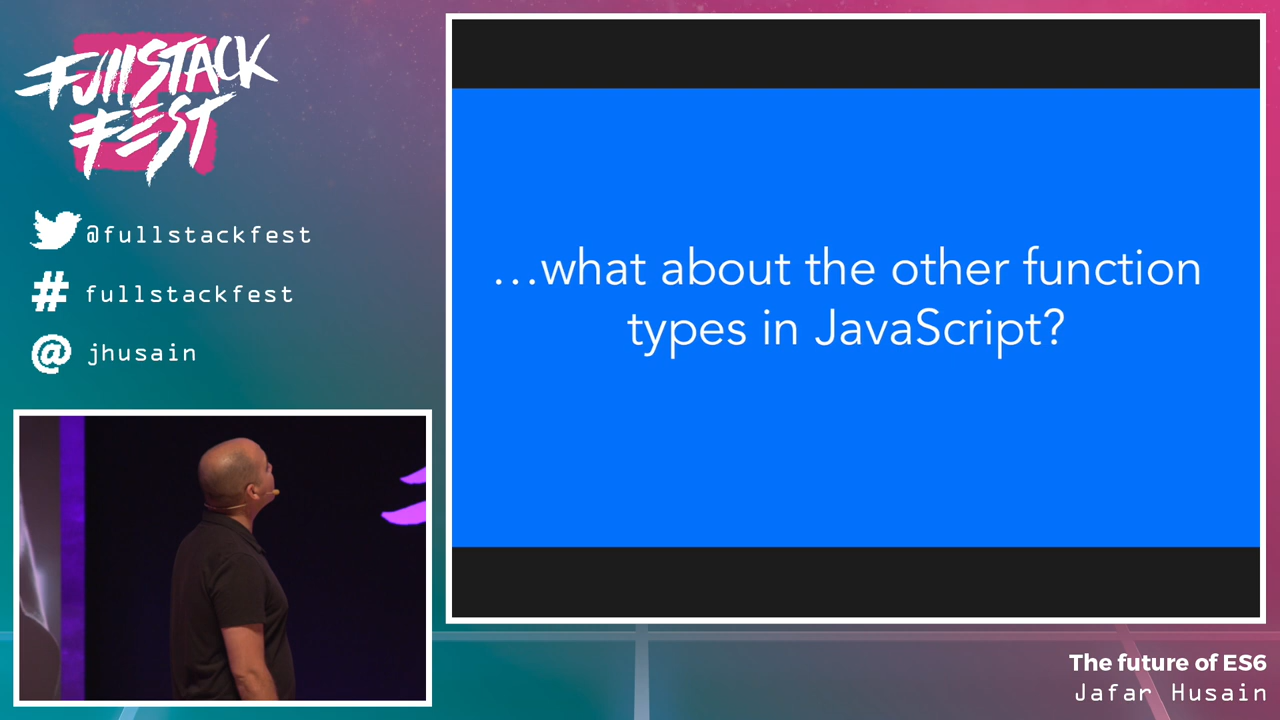 FullSTACK
FEST
@fullstackfest
# fullstackfest
@ jhusain
…what about the other function
types in JavaScript?
The future of ES6
Jafar Husain